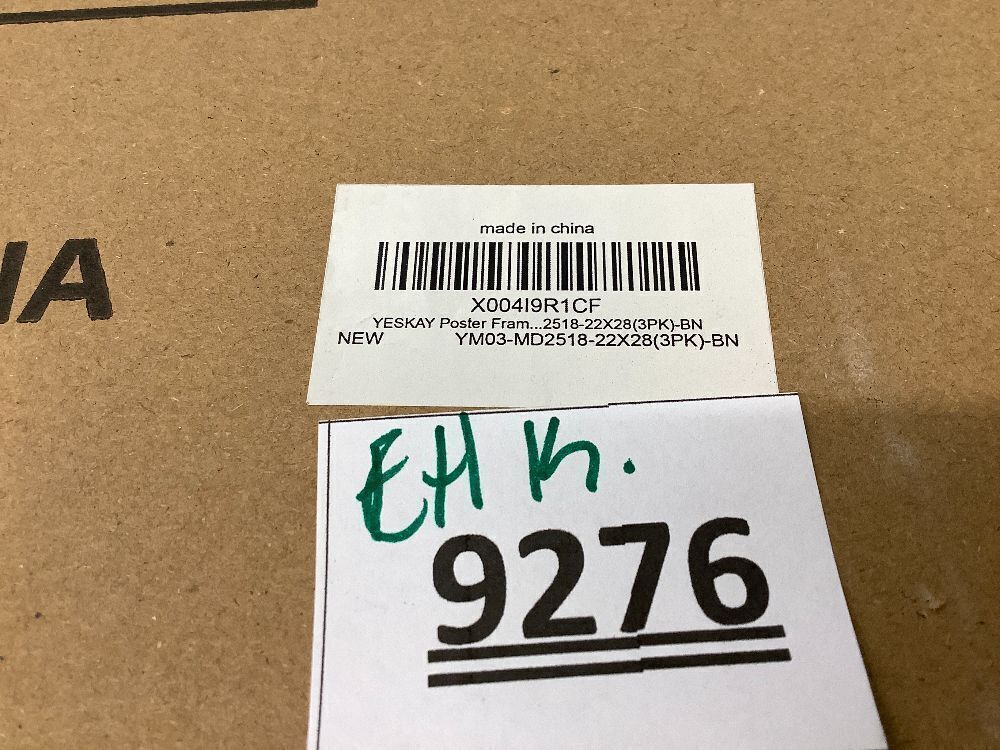 IA
made in china
X004I9R1CF
YESKAY Poster Fram...2518-22X28(3PK)-BN
NEW YM03-MD2518-22X28(3PK)-BN
9276